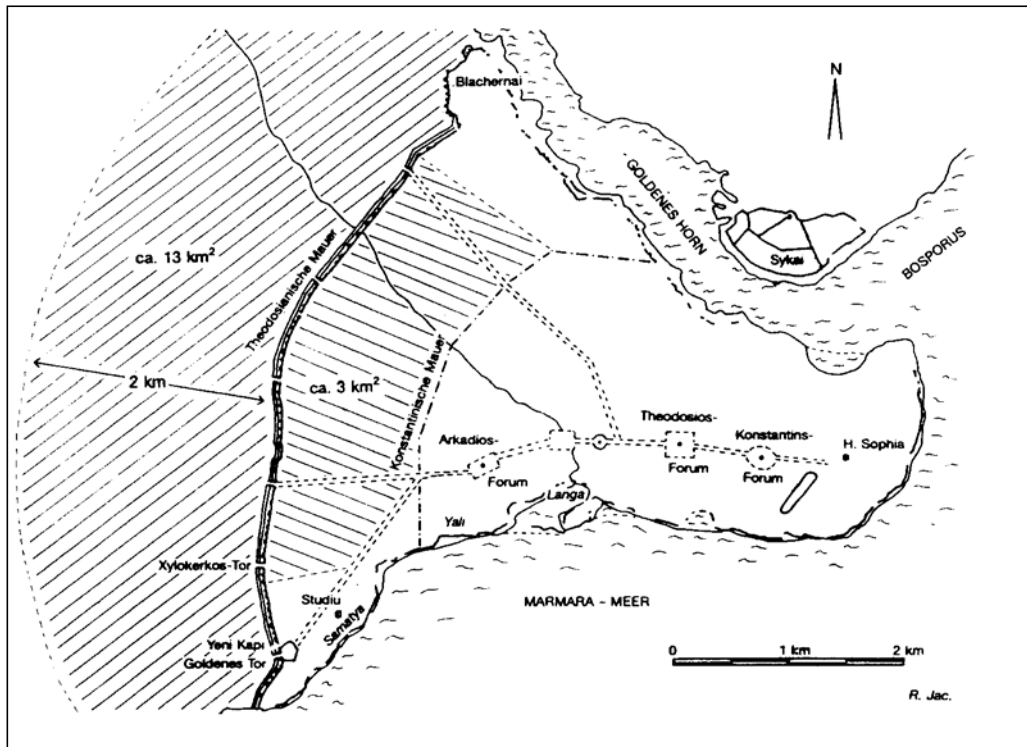 Blachernai
N
GOLDENES HORN
Sykai
BOSPORUS
ca. 13 km²
Theodosianische Mauer
2 km
ca. 3 km²
Konstantinische Mauer
Arkadios-
Forum
Theodosios-
Forum
Konstantins-
Forum
H. Sophia
Langa
Yalı
Xylokerkos-Tor
Studiu
Samatya
MARMARA - MEER
Yeni Kapı
Goldenes Tor
0 1 km 2 km
R. Jac.